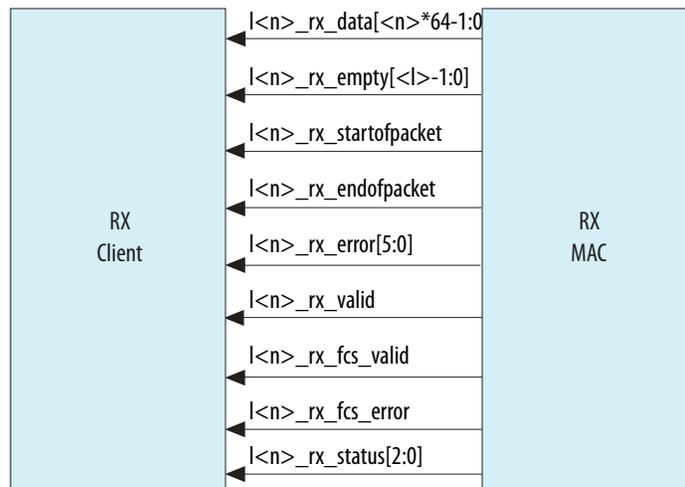 l<n>_rx_data[<n>*64-1:0
l<n>_rx_empty[<l>-1:0]
l<n>_rx_startofpacket
l<n>_rx_endofpacket
l<n>_rx_error[5:0]
l<n>_rx_valid
l<n>_rx_fcs_valid
l<n>_rx_fcs_error
l<n>_rx_status[2:0]
RX
Client
RX
MAC